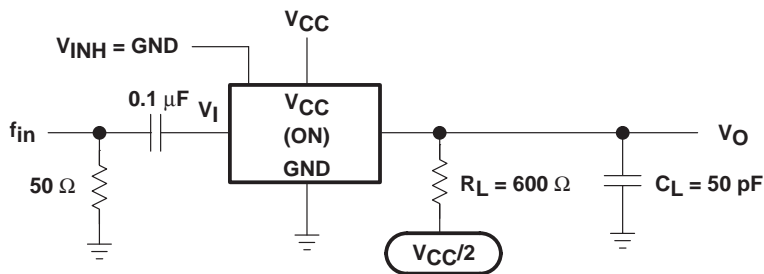 VCC
VINH = GND
0.1 μF
VI
VCC
(ON)
GND
fin
50 Ω
VO
RL = 600 Ω
CL = 50 pF
VCC/2